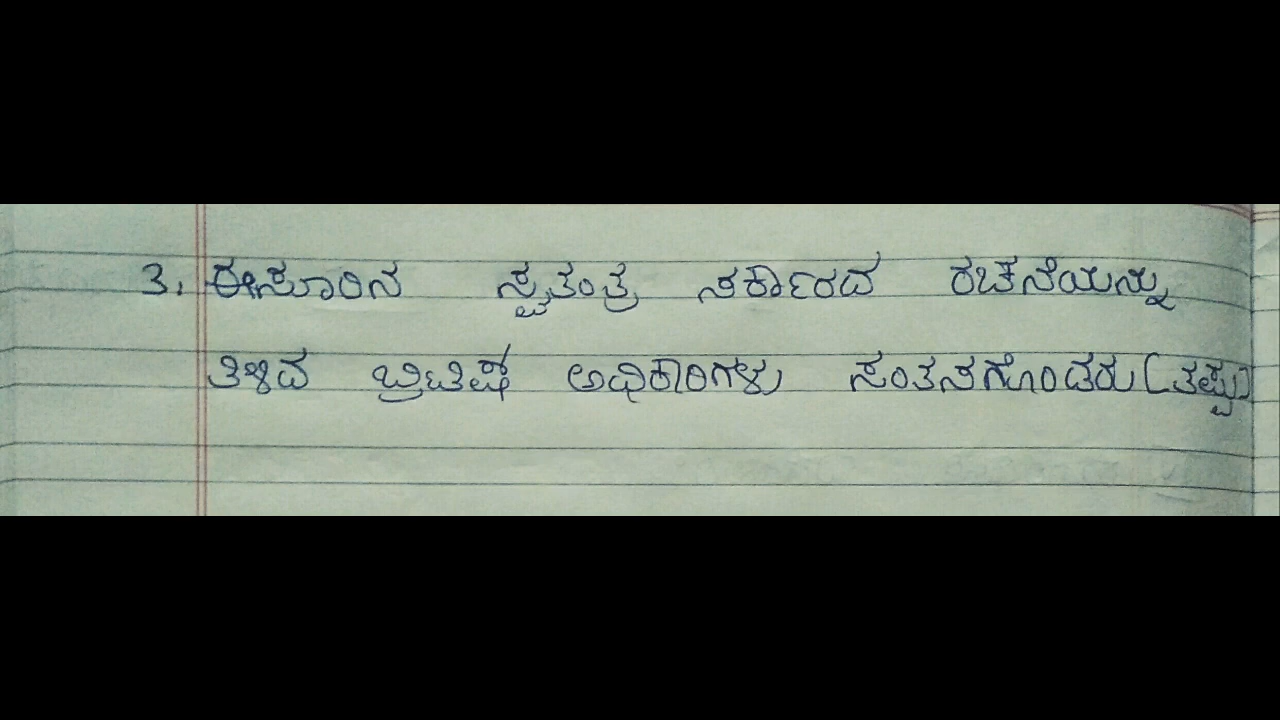 3. ಈಸೂರಿನ ಸ್ವತಂತ್ರ ಸರ್ಕಾರದ ರಚನೆಯನ್ನು
ತಿಳಿದ ಬ್ರಿಟಿಷ್ ಅಧಿಕಾರಿಗಳು ಸಂತಸಗೊಂಡರು (ತಪ್ಪು)